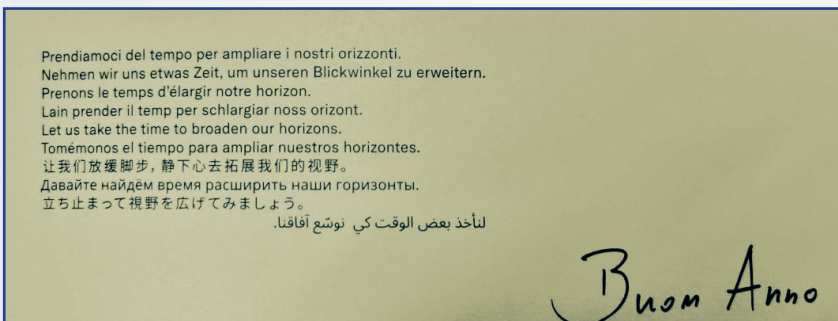 Prendiamoci del tempo per ampliare i nostri orizzonti.
Nehmen wir uns etwas Zeit, um unseren Blickwinkel zu erweitern.
Prenons le temps d'élargir notre horizon.
Lain prender il temp per schlargiar noss orizont.
Let us take the time to broaden our horizons.
Tomémonos el tiempo para ampliar nuestros horizontes.
让我们放缓脚步, 静下心去拓展我们的视野。
Давайте найдём время расширить наши горизонты.
立ち止まって視野を広げてみましょう。
لنأخذ بعض الوقت كي نوسّع آفاقنا.
Buon Anno